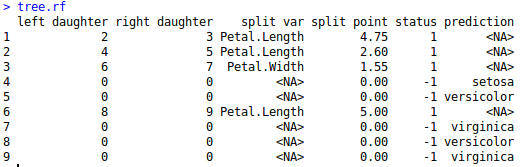 > tree.rf
  left daughter right daughter    split var split point status prediction
1             2              3 Petal.Length        4.75      1       <NA>
2             4              5 Petal.Length        2.60      1       <NA>
3             6              7  Petal.Width        1.55      1       <NA>
4             0              0         <NA>        0.00     -1     setosa
5             0              0         <NA>        0.00     -1 versicolor
6             8              9 Petal.Length        5.00      1       <NA>
7             0              0         <NA>        0.00     -1  virginica
8             0              0         <NA>        0.00     -1 versicolor
9             0              0         <NA>        0.00     -1  virginica